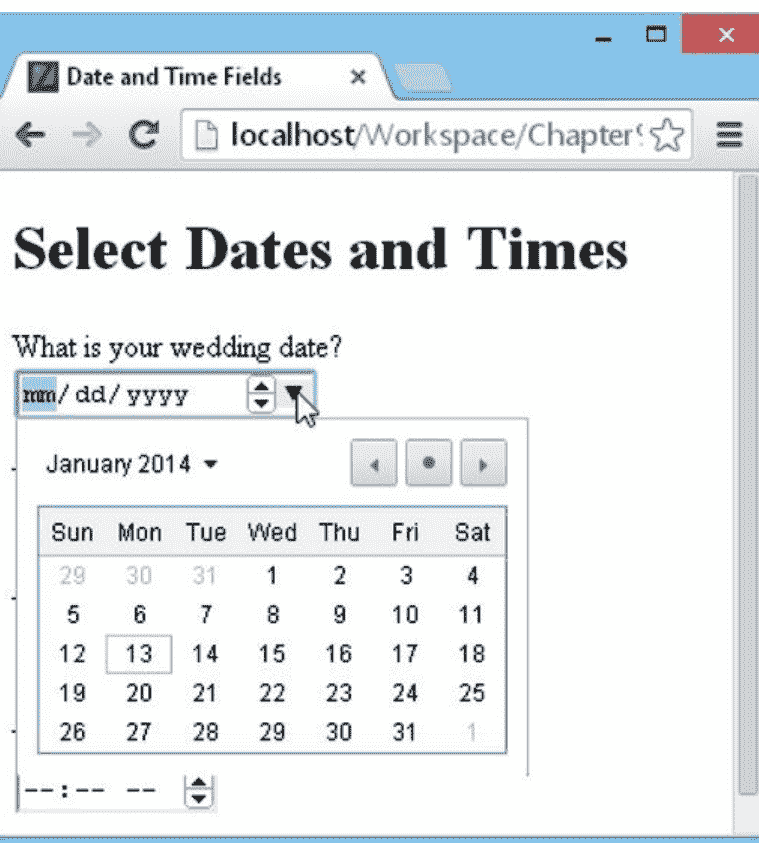 Date and Time Fields
localhost/Workspace/Chapter
Select Dates and Times
What is your wedding date?
mm/dd/yyyy
January 2014
Sun Mon Tue Wed Thu Fri Sat
29 30 31 1 2 3 4
5 6 7 8 9 10 11
12 13 14 15 16 17 18
19 20 21 22 23 24 25
26 27 28 29 30 31 1
--:-- --